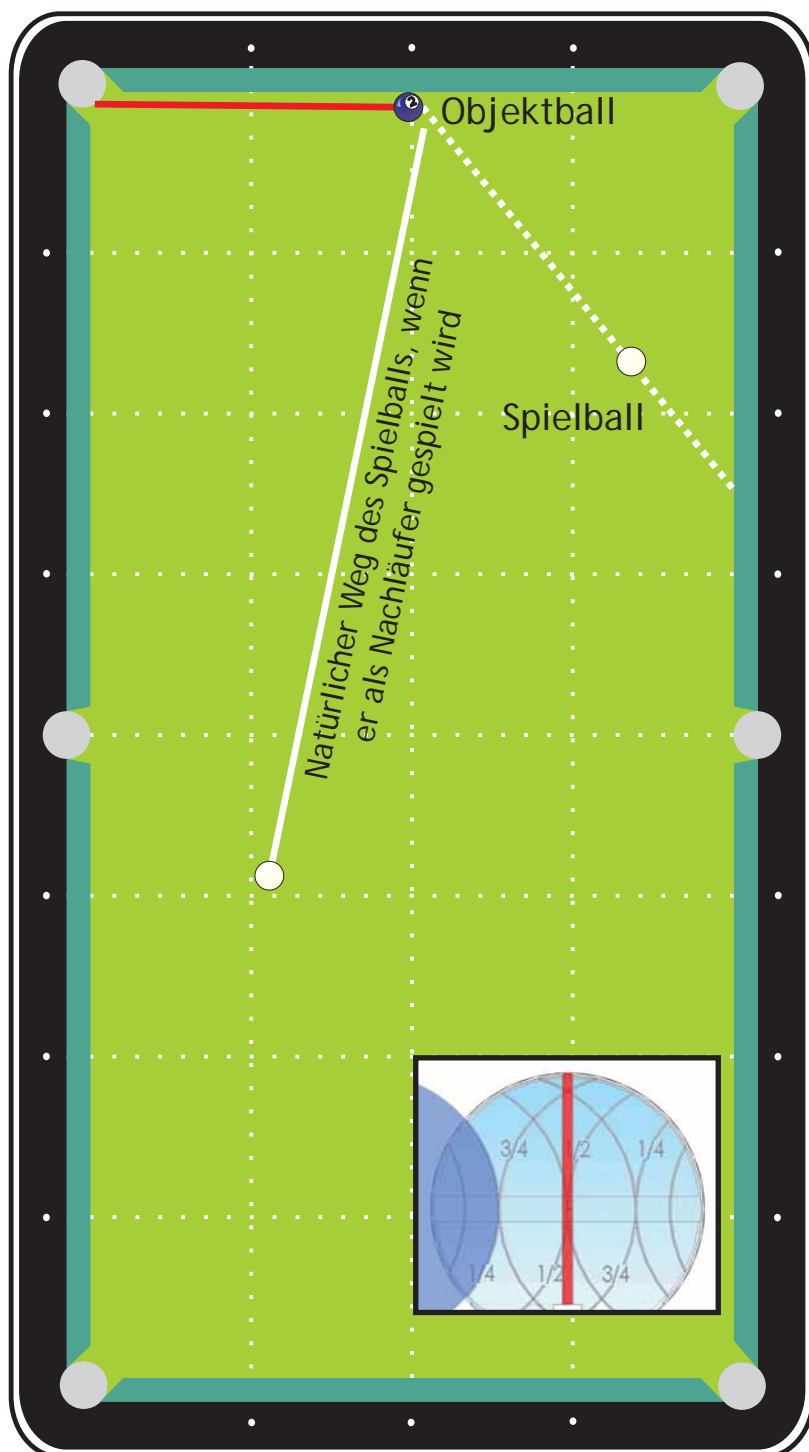 2
Objektball
Spielball
Natürlicher Weg des Spielballs, wenn
er als Nachläufer gespielt wird
3/4 1/2 1/4
1/4 1/2 3/4